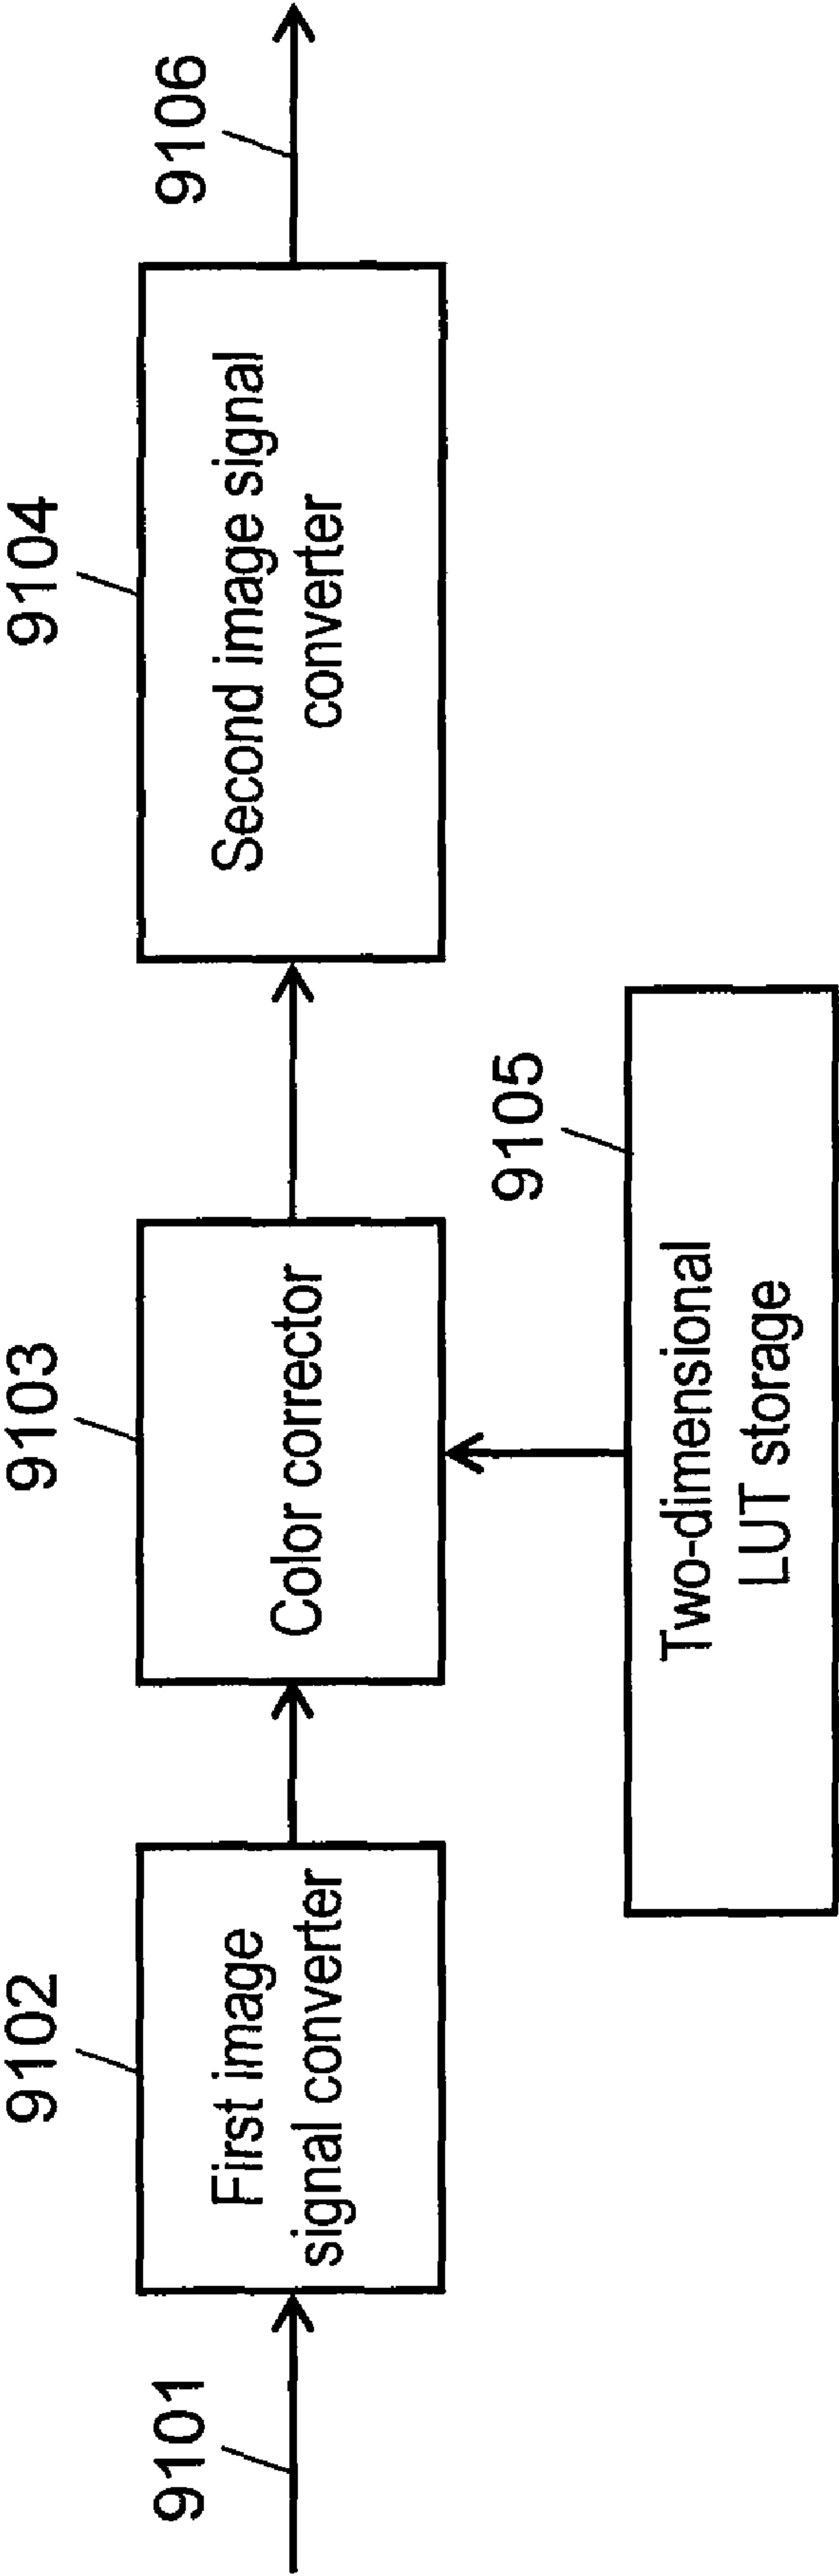 9101
9102
First image
signal converter
9103
Color corrector
9104
Second image signal
converter
9106
9105
Two-dimensional
LUT storage